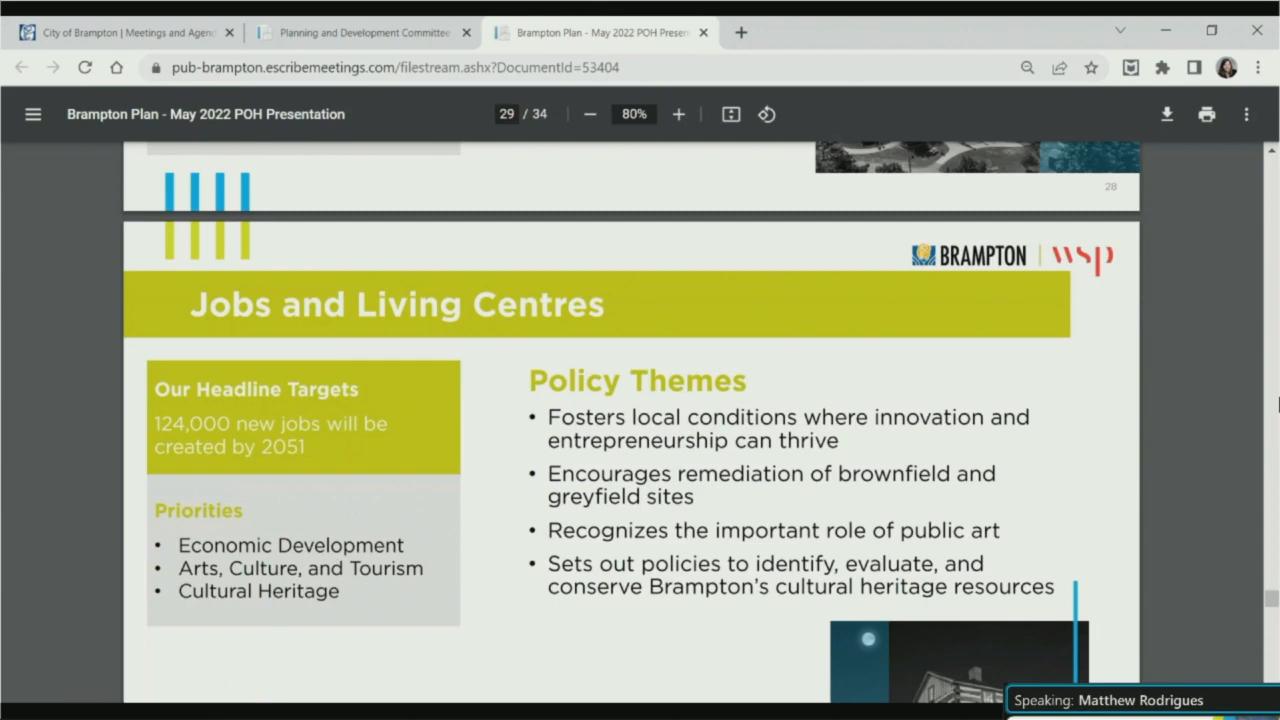 City of Brampton | Meetings and Agen
Planning and Development Committee
Brampton Plan - May 2022 POH Presen
pub-brampton.escribemeetings.com/filestream.ashx?DocumentId=53404
Brampton Plan - May 2022 POH Presentation
29 / 34
80%
28
BRAMPTON
wsp
Jobs and Living Centres
Our Headline Targets
124,000 new jobs will be
created by 2051
Priorities
• Economic Development
• Arts, Culture, and Tourism
• Cultural Heritage
Policy Themes
• Fosters local conditions where innovation and
entrepreneurship can thrive
• Encourages remediation of brownfield and
greyfield sites
• Recognizes the important role of public art
• Sets out policies to identify, evaluate, and
conserve Brampton's cultural heritage resources
Speaking: Matthew Rodrigues